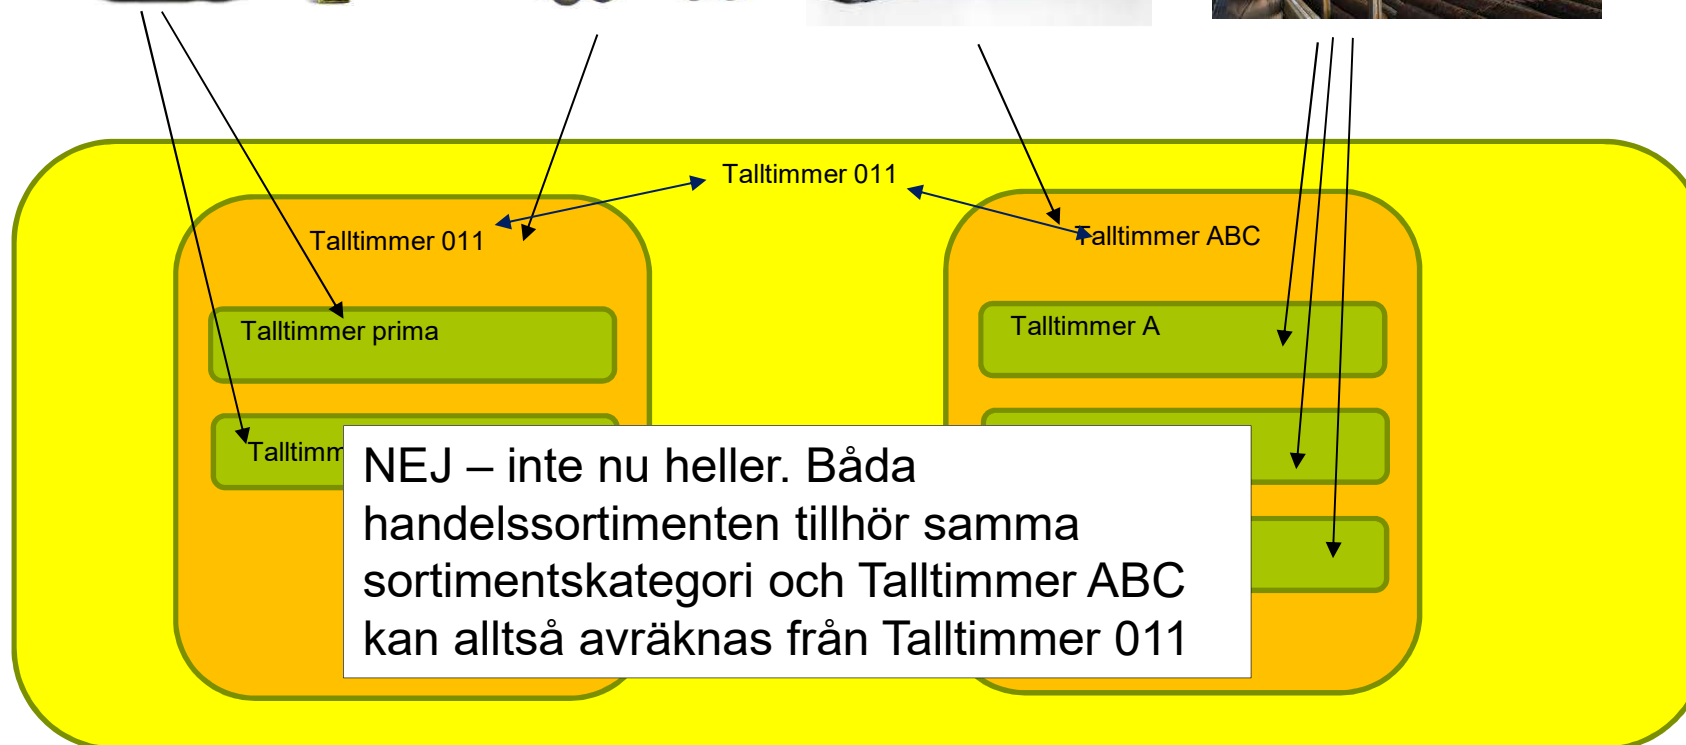 Talltimmer 011
Talltimmer 011
Talltimmer ABC
Talltimmer prima
Talltimmer A
NEJ – inte nu heller. Båda
handelssortimenten tillhör samma
sortimentskategori och Talltimmer ABC
kan alltså avräknas från Talltimmer 011